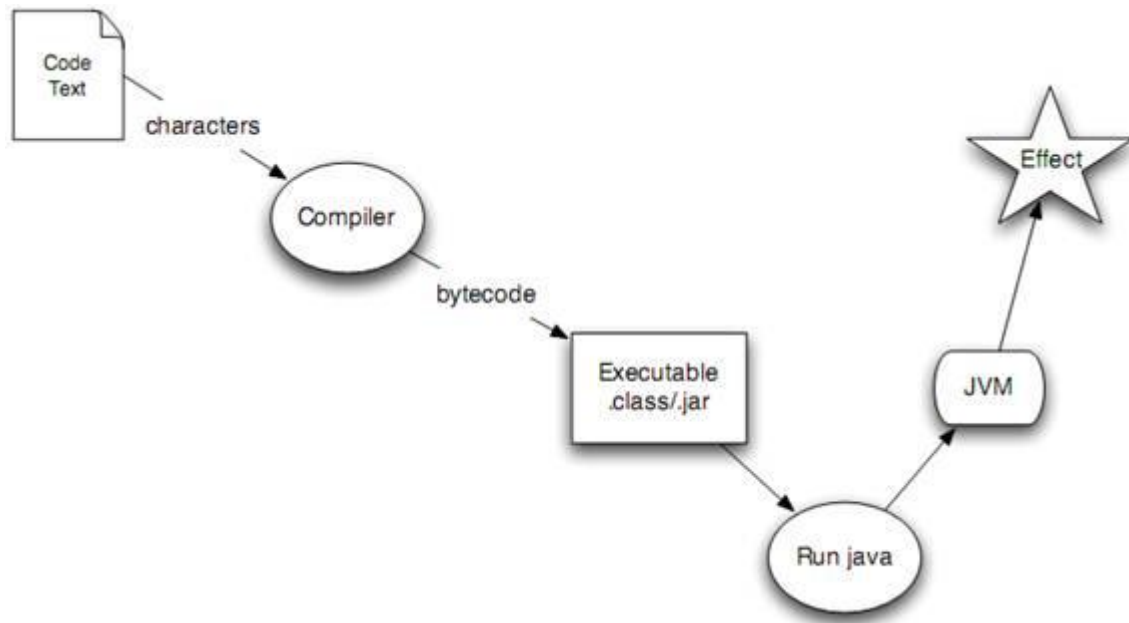 Code
Text
characters
Compiler
bytecode
Executable
.class/.jar
Run java
JVM
Effect